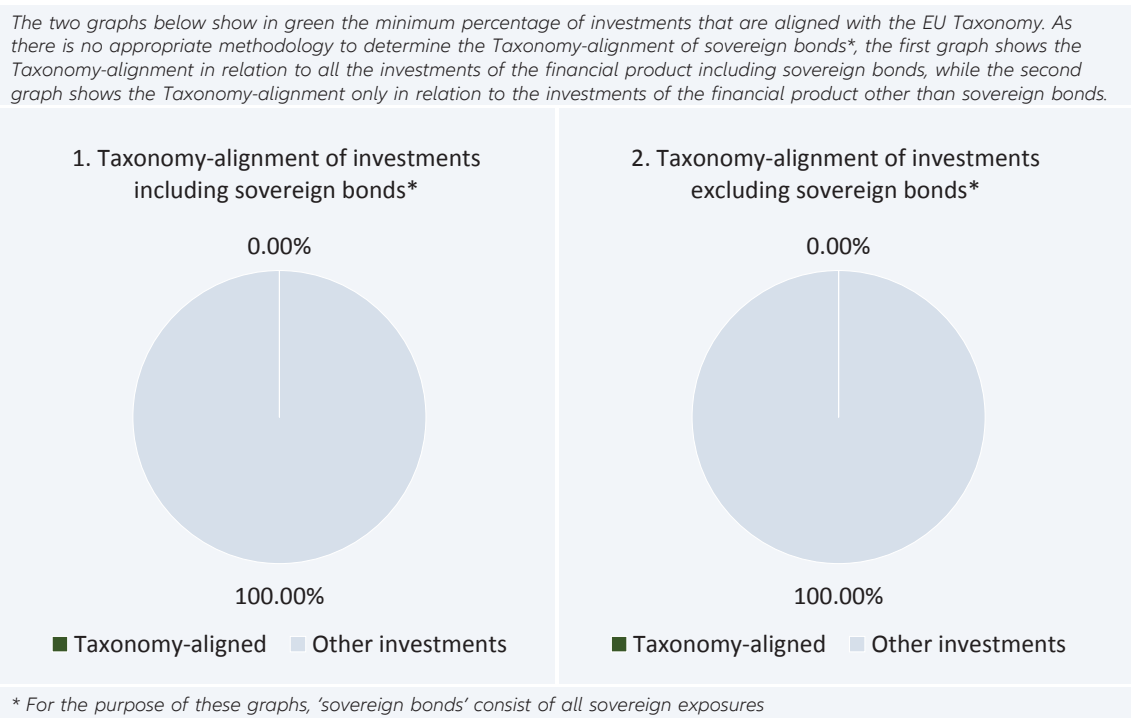 The two graphs below show in green the minimum percentage of investments that are aligned with the EU Taxonomy. As
there is no appropriate methodology to determine the Taxonomy-alignment of sovereign bonds*, the first graph shows the
Taxonomy-alignment in relation to all the investments of the financial product including sovereign bonds, while the second
graph shows the Taxonomy-alignment only in relation to the investments of the financial product other than sovereign bonds.
1. Taxonomy-alignment of investments
including sovereign bonds*
0.00%
100.00%
Taxonomy-aligned Other investments
2. Taxonomy-alignment of investments
excluding sovereign bonds*
0.00%
100.00%
Taxonomy-aligned Other investments
* For the purpose of these graphs, ‘sovereign bonds’ consist of all sovereign exposures